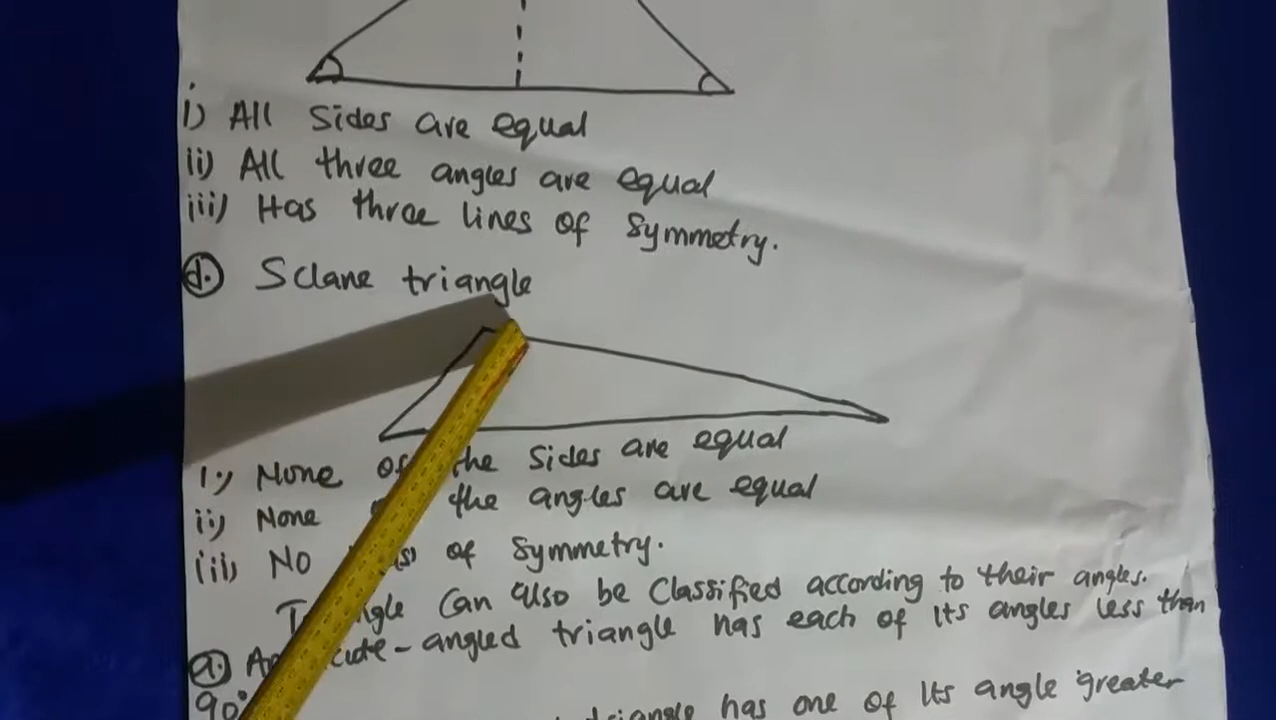 i) All sides are equal
ii) All three angles are equal
iii) Has three lines of symmetry.
d. Sclane triangle
i.) None of the sides are equal
ii) None the angles are equal
iii) No of symmetry.
can also be classified according to their angles.
a. - angled triangle has each of its angles less than
90°
triangle has one of its angle greater